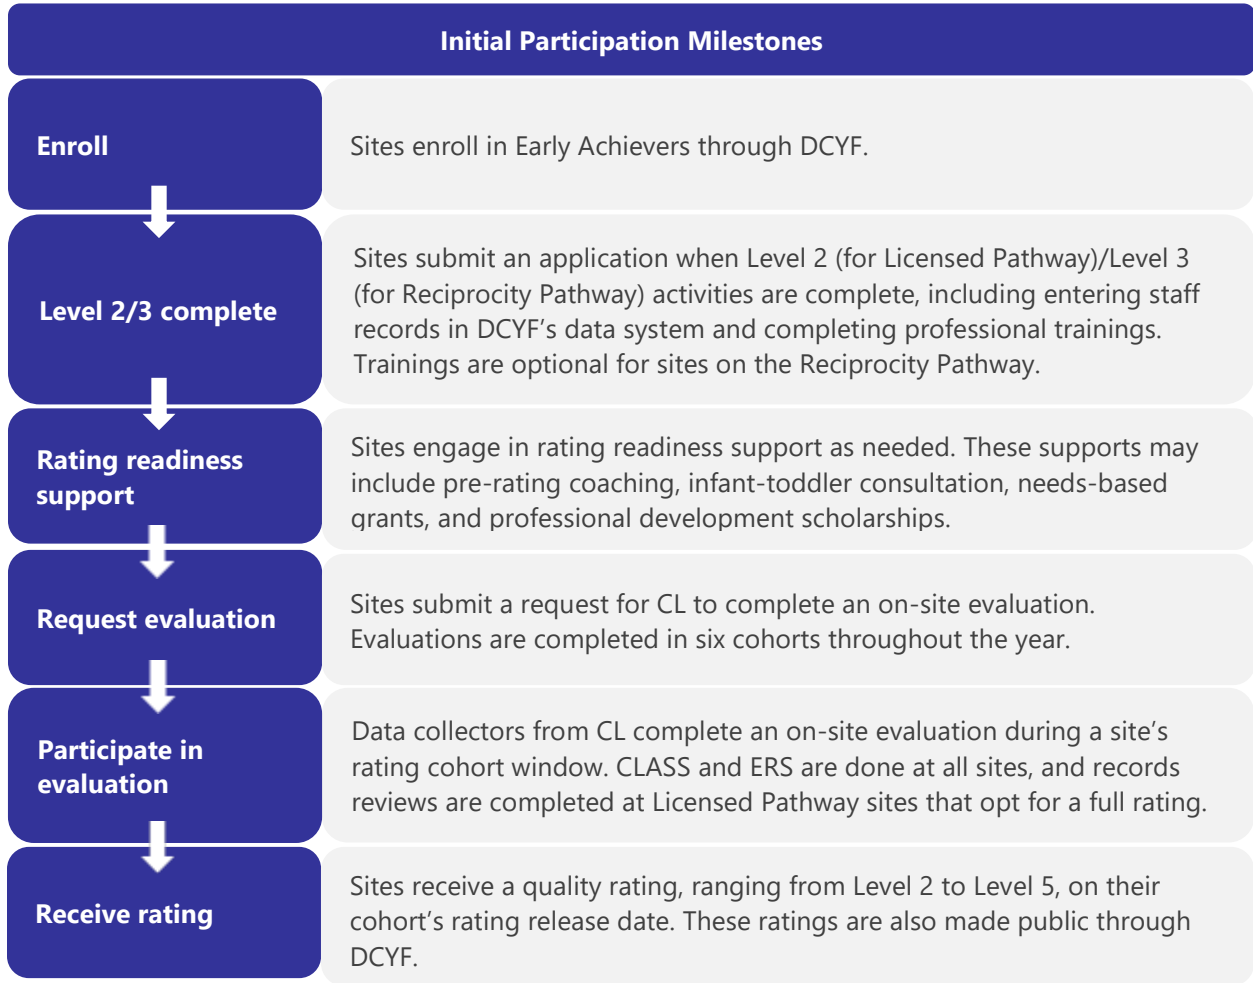 Initial Participation Milestones
Enroll
Sites enroll in Early Achievers through DCYF.
Level 2/3 complete
Sites submit an application when Level 2 (for Licensed Pathway)/Level 3
(for Reciprocity Pathway) activities are complete, including entering staff
records in DCYF’s data system and completing professional trainings.
Trainings are optional for sites on the Reciprocity Pathway.
Rating readiness
support
Sites engage in rating readiness support as needed. These supports may
include pre-rating coaching, infant-toddler consultation, needs-based
grants, and professional development scholarships.
Request evaluation
Sites submit a request for CL to complete an on-site evaluation.
Evaluations are completed in six cohorts throughout the year.
Participate in
evaluation
Data collectors from CL complete an on-site evaluation during a site’s
rating cohort window. CLASS and ERS are done at all sites, and records
reviews are completed at Licensed Pathway sites that opt for a full rating.
Receive rating
Sites receive a quality rating, ranging from Level 2 to Level 5, on their
cohort’s rating release date. These ratings are also made public through
DCYF.